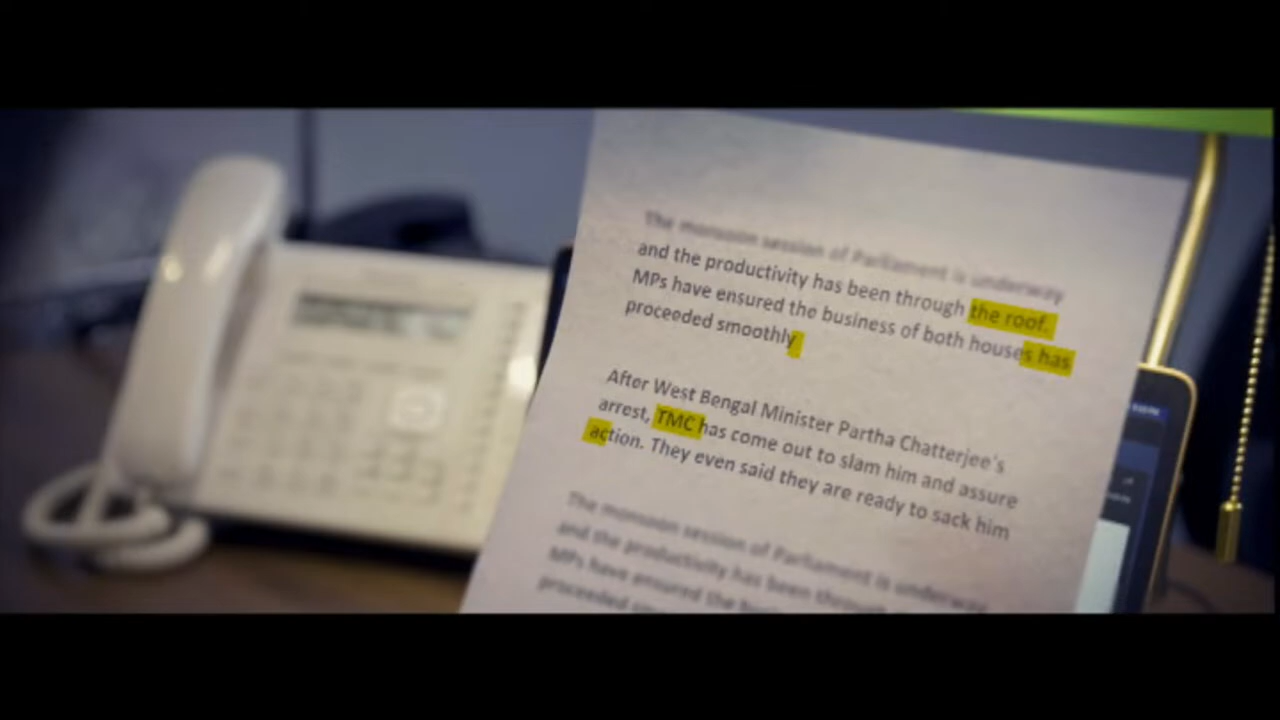 The monsoon session of Parliament is underway
and the productivity has been through the roof.
MPs have ensured the business of both houses has
proceeded smoothly
After West Bengal Minister Partha Chatterjee's
arrest, TMC has come out to slam him and assure
action. They even said they are ready to sack him
The monsoon session of Parliament is underway
and the productivity has been through
MPs have ensured the
proceeded